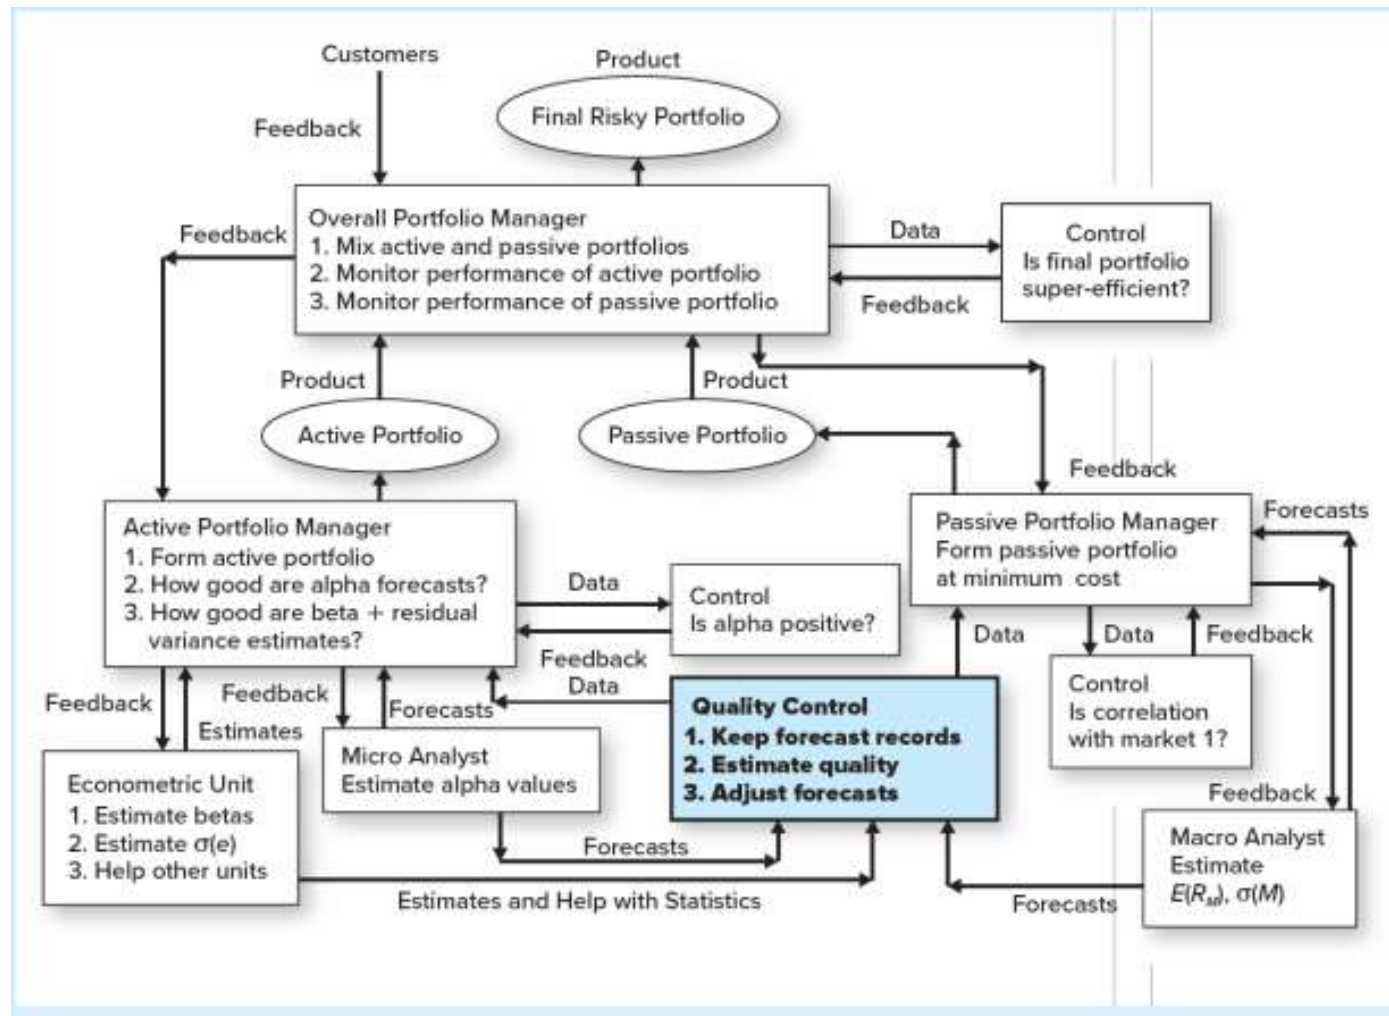 Customers
Product
Final Risky Portfolio
Feedback
Overall Portfolio Manager
1. Mix active and passive portfolios
2. Monitor performance of active portfolio
3. Monitor performance of passive portfolio
Feedback
Data
Feedback
Control
Is final portfolio
super-efficient?
Product
Product
Active Portfolio
Passive Portfolio
Feedback
Active Portfolio Manager
1. Form active portfolio
2. How good are alpha forecasts?
3. How good are beta + residual
variance estimates?
Data
Feedback
Control
Is alpha positive?
Passive Portfolio Manager
Form passive portfolio
at minimum cost
Forecasts
Data
Data
Feedback
Control
Is correlation
with market 1?
Feedback
Estimates
Feedback
Forecasts
Data
Quality Control
1. Keep forecast records
2. Estimate quality
3. Adjust forecasts
Econometric Unit
1. Estimate betas
2. Estimate σ(e)
3. Help other units
Micro Analyst
Estimate alpha values
Forecasts
Estimates and Help with Statistics
Feedback
Macro Analyst
Estimate
E(R_M), σ(M)
Forecasts